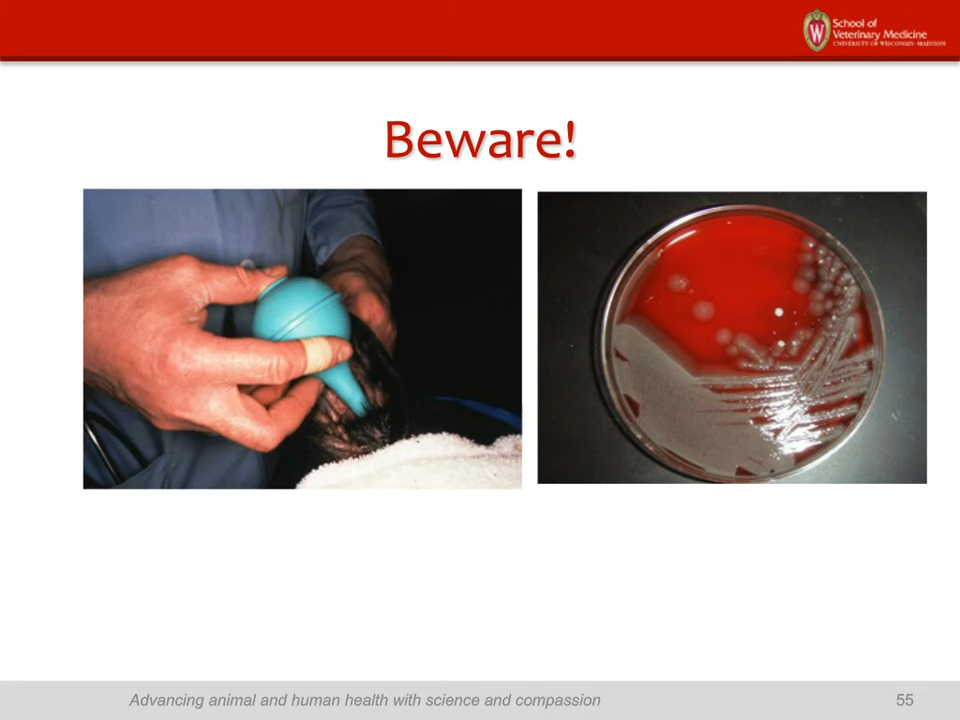 School of
Veterinary Medicine
UNIVERSITY OF WISCONSIN-MADISON
Beware!
Advancing animal and human health with science and compassion
55